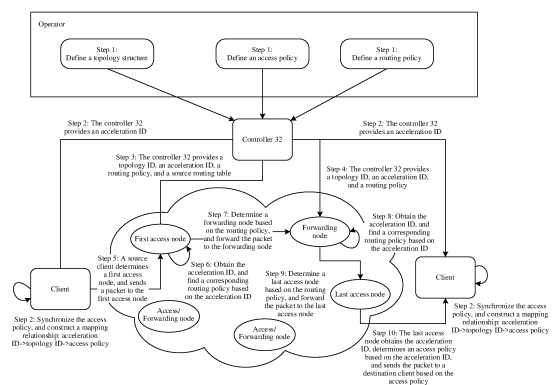 Operator
Step 1:
Define a topology structure
Step 1:
Define an access policy
Step 1:
Define a routing policy
Step 2: The controller 32
provides an acceleration ID
Controller 32
Step 2: The controller 32
provides an acceleration ID
Step 3: The controller 32 provides a
topology ID, an acceleration ID, a
routing policy, and a source routing table
Step 4: The controller 32 provides
a topology ID, an acceleration ID,
and a routing policy
Step 7: Determine a
forwarding node based
on the routing policy,
and forward the packet
to the forwarding node
First access node
Forwarding
node
Step 8: Obtain the
acceleration ID, and
find a corresponding
routing policy based on
the acceleration ID
Step 5: A source
client determines
a first access
node, and sends
a packet to the
first access node
Step 6: Obtain the
acceleration ID, and
find a corresponding
routing policy based
on the acceleration ID
Step 9: Determine a
last access node
based on the routing
policy, and forward
the packet to the last
access node
Client
Last access node
Client
Access/
Forwarding node
Access/
Forwarding node
Step 2: Synchronize the access
policy, and construct a mapping
relationship: acceleration
ID->topology ID->access policy
Step 10: The last access
node obtains the acceleration
ID, determines an access policy
based on the acceleration ID,
and sends the packet to a
destination client based on the
access policy
Step 2: Synchronize the access
policy, and construct a mapping
relationship: acceleration
ID->topology ID->access policy